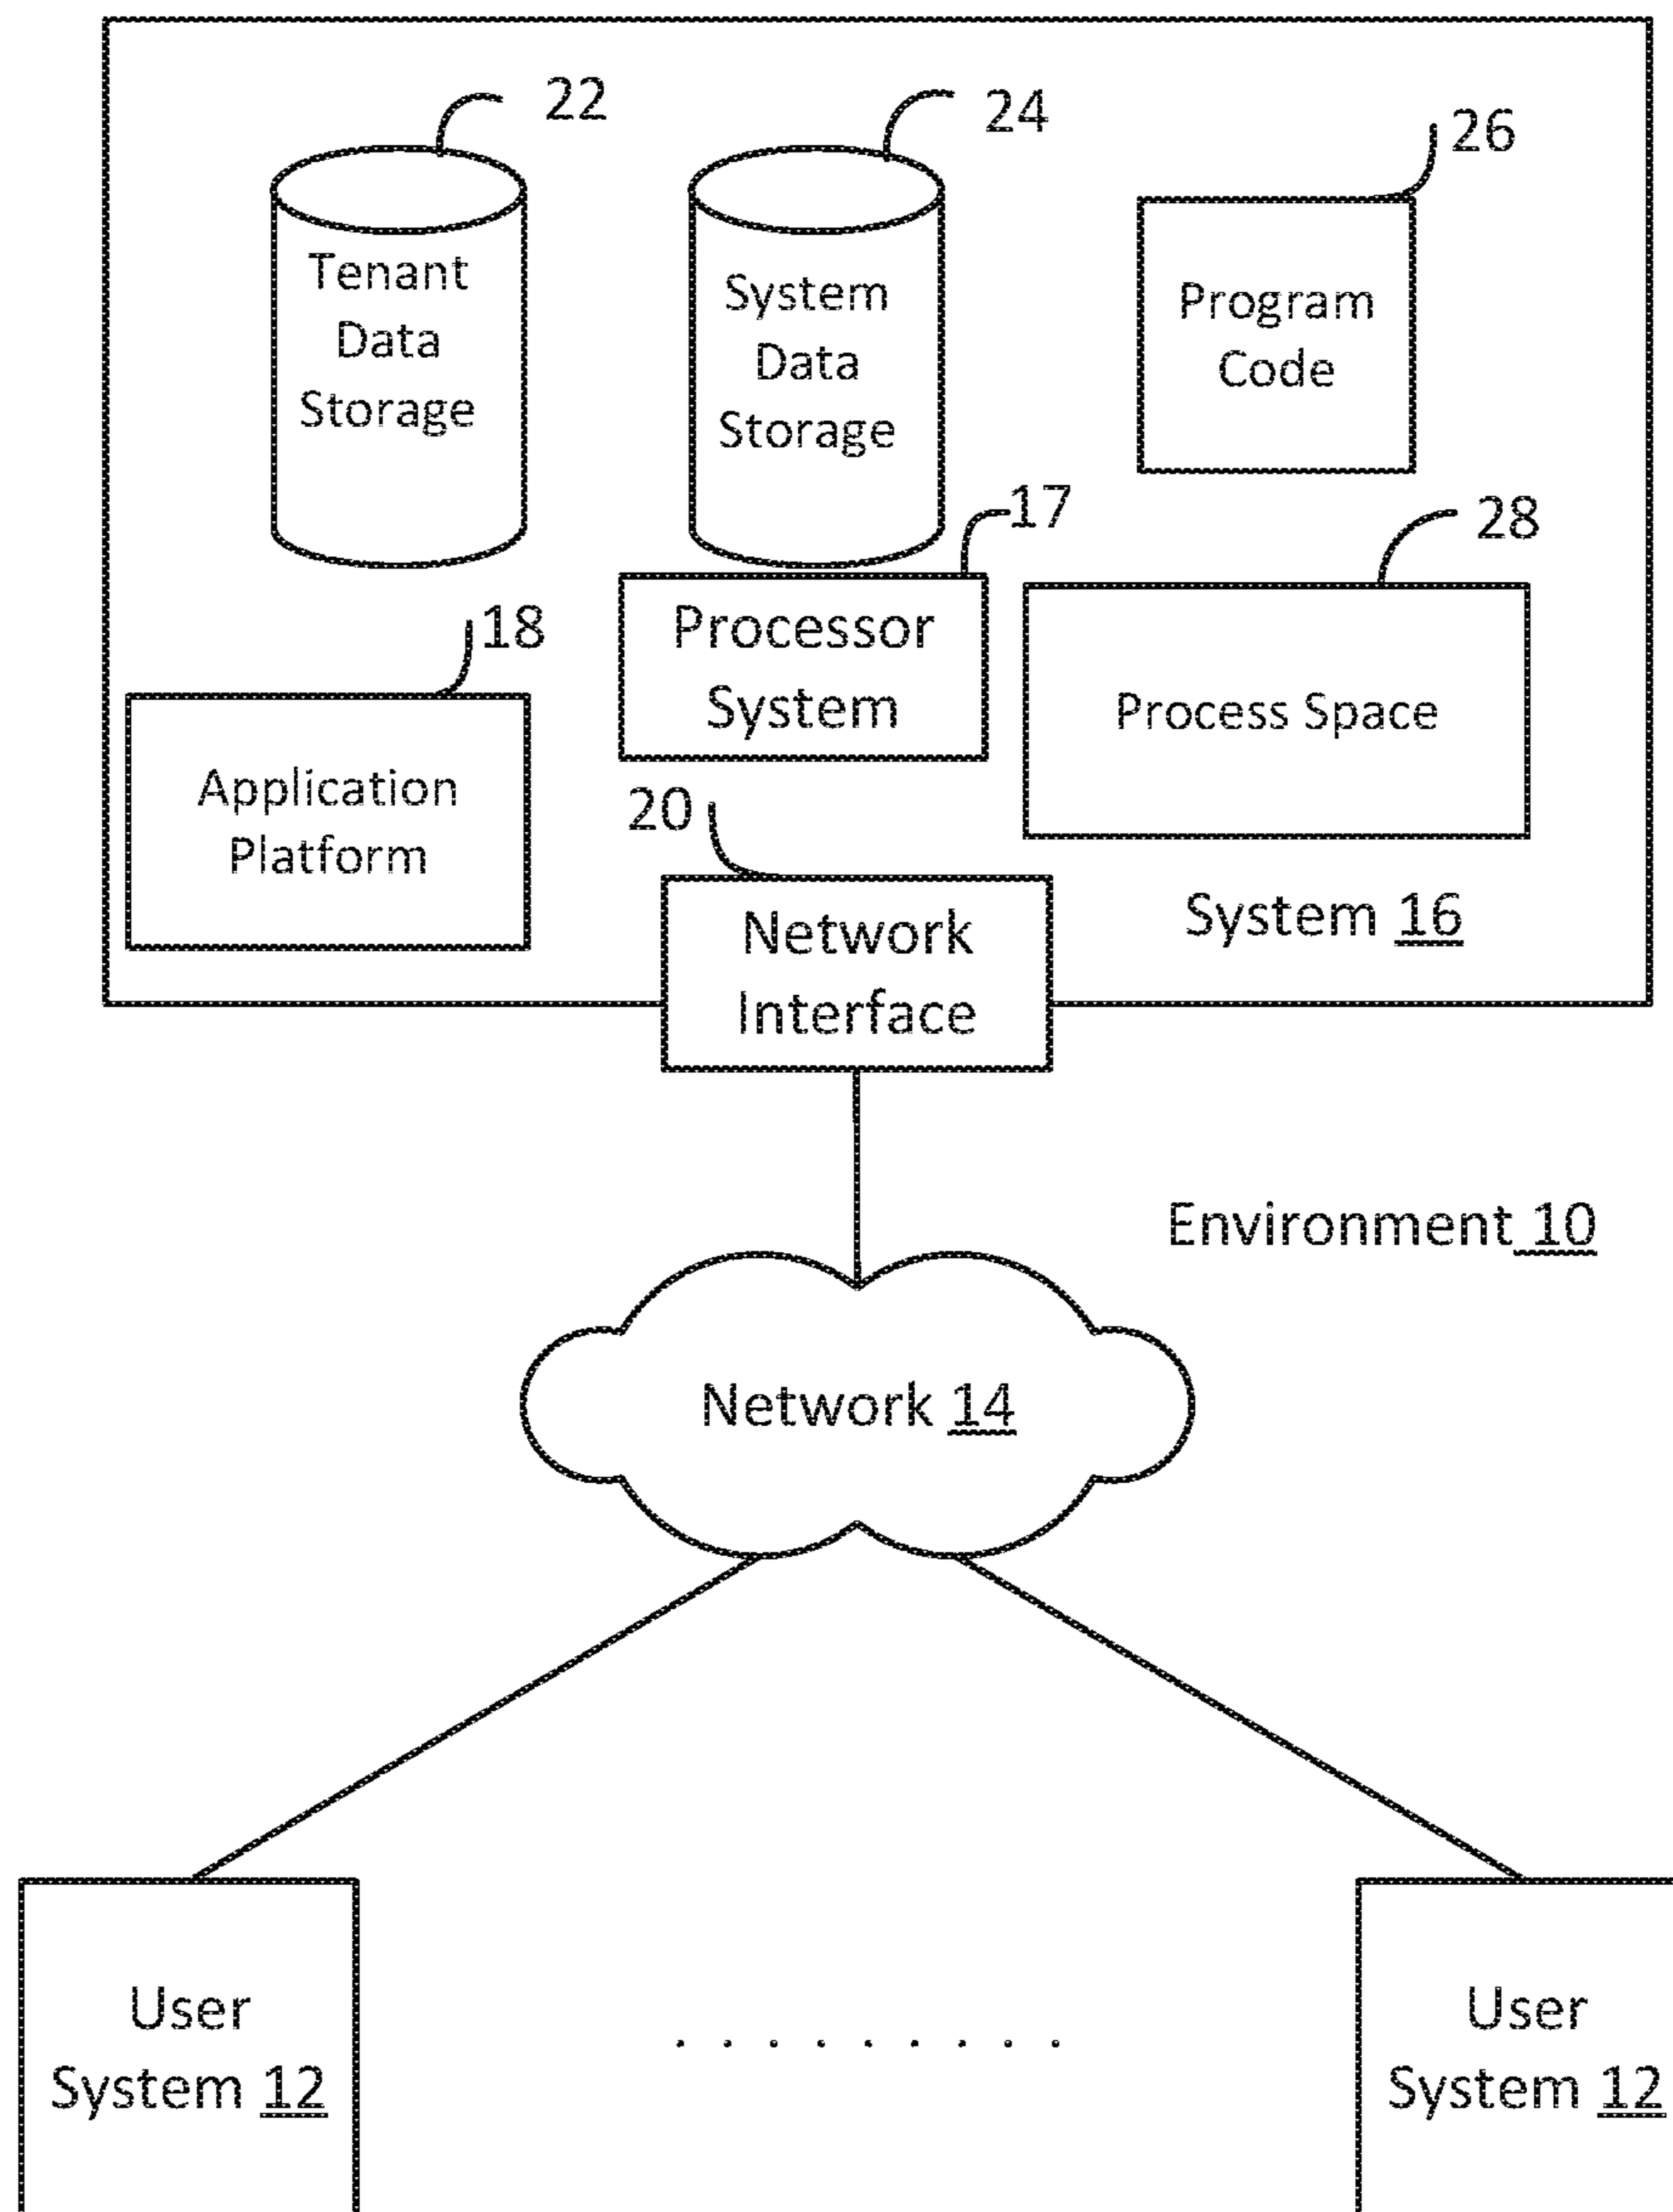 22
24
26
Tenant
Data
Storage
System
Data
Storage
Program
Code
17
28
18
Processor
System
Process Space
Application
Platform
20
Network
Interface
System 16
Environment 10
Network 14
User
System 12
User
System 12